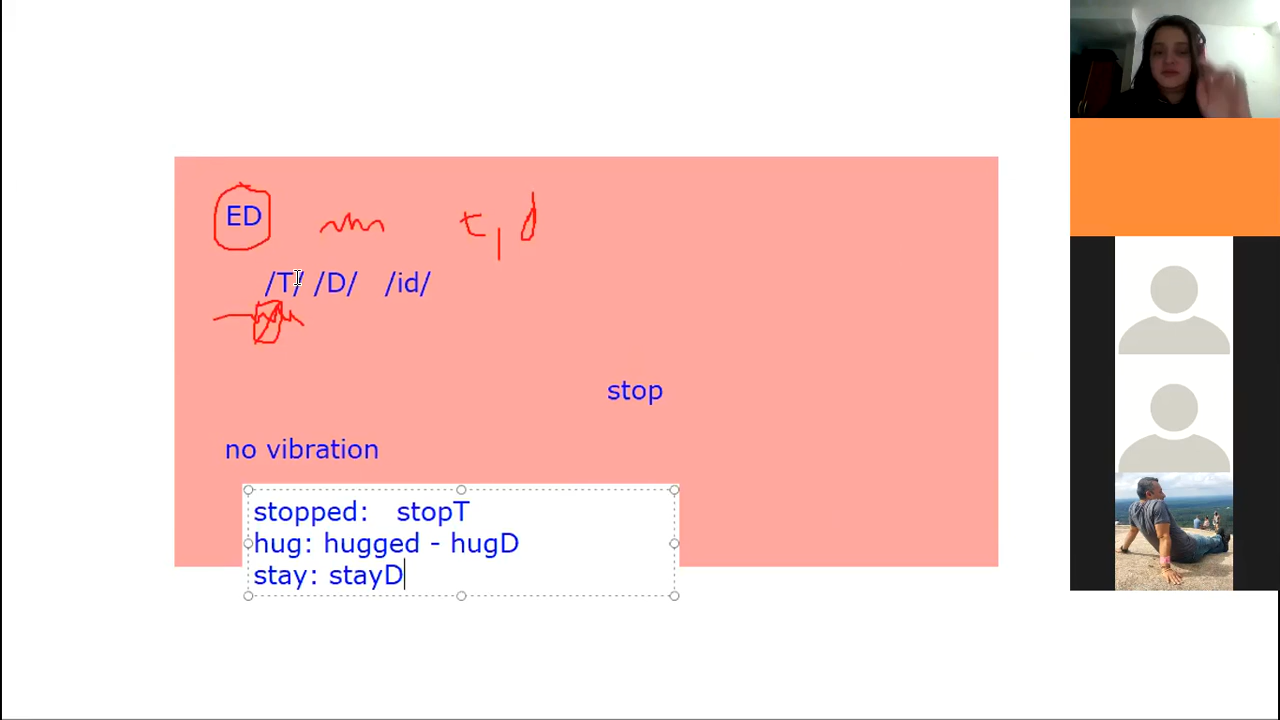 ED t, d
/T/ /D/ /id/
stop
no vibration
stopped: stopT
hug: hugged - hugD
stay: stayD